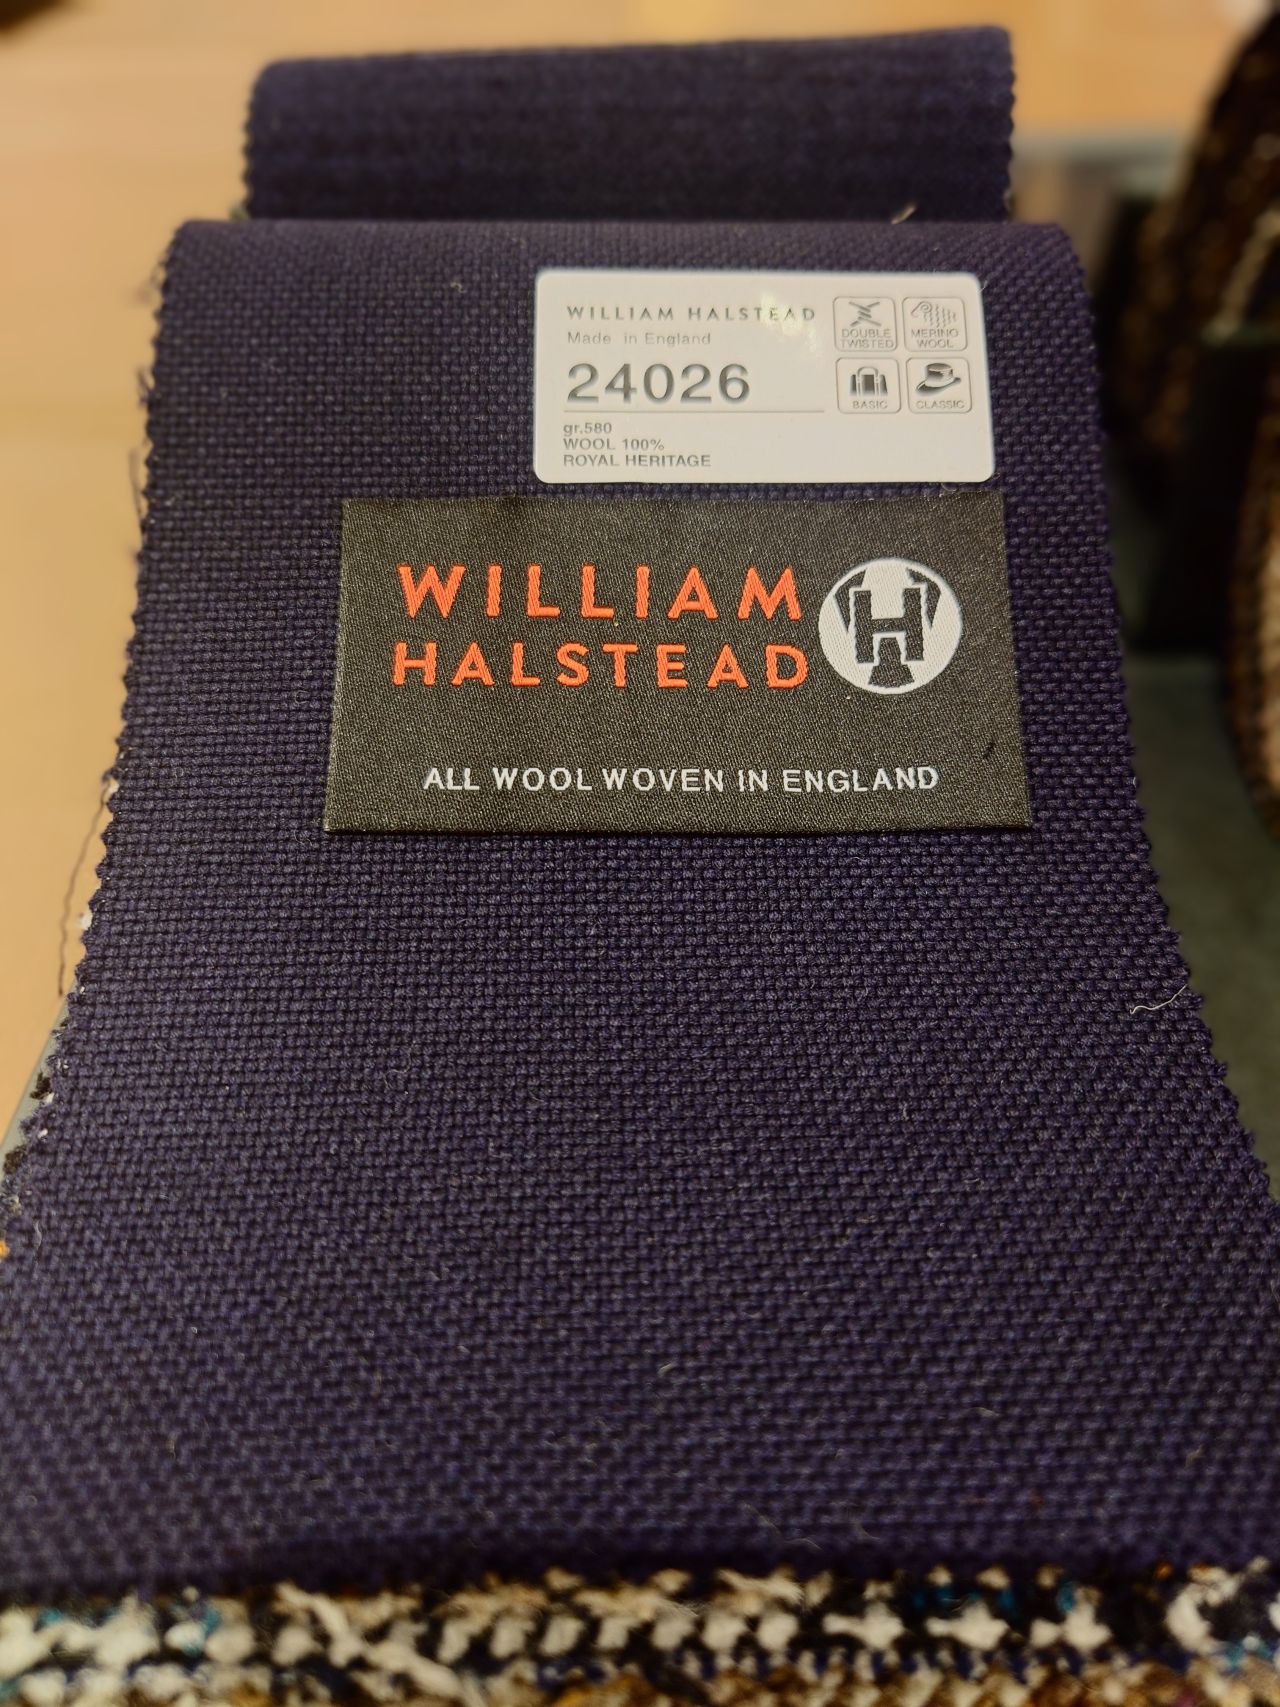 WILLIAM HALSTEAD
Made in England
24026
gr.580
WOOL 100%
ROYAL HERITAGE
DOUBLE
TWISTED
MERINO
WOOL
BASIC
CLASSIC
WILLIAM
HALSTEAD
H
ALL WOOL WOVEN IN ENGLAND